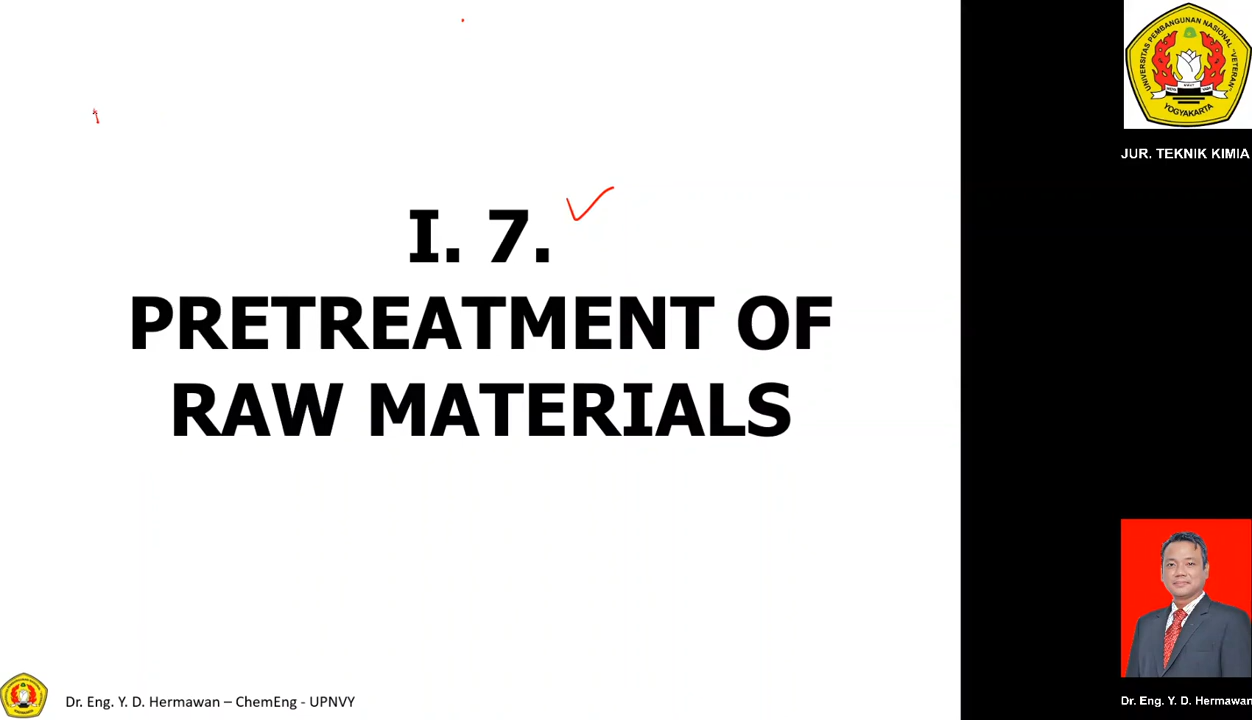 I. 7.
PRETREATMENT OF
RAW MATERIALS
UNIVERSITAS PEMBANGUNAN NASIONAL "VETERAN"
YOGYAKARTA
JUR. TEKNIK KIMIA
Dr. Eng. Y. D. Hermawan – ChemEng - UPNVY
Dr. Eng. Y. D. Hermawan